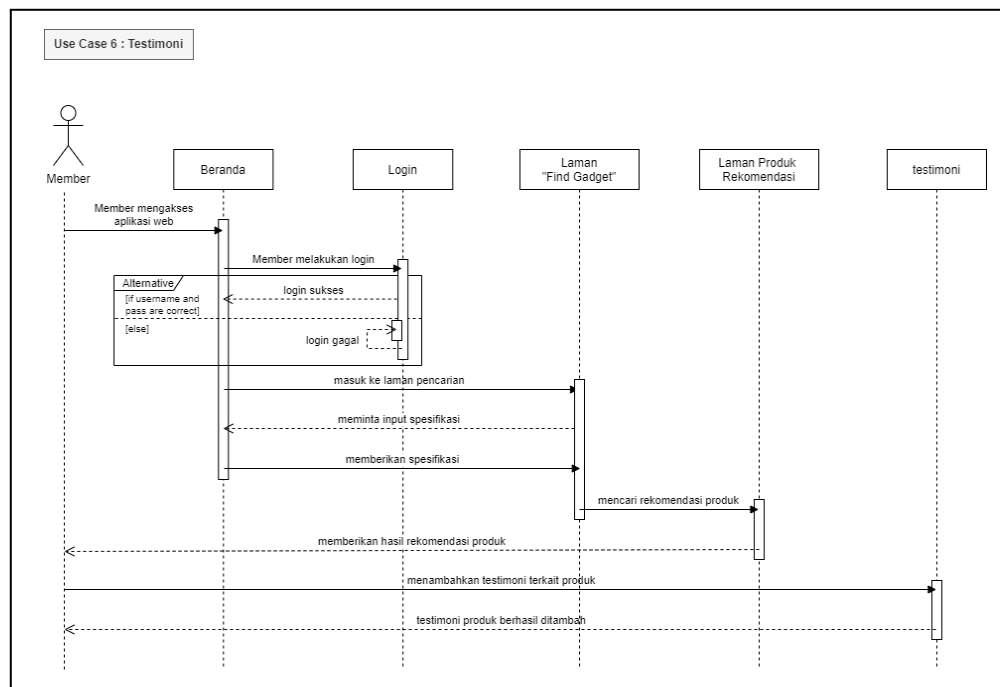 Use Case 6 : Testimoni
Member
Beranda
Login
Laman
"Find Gadget"
Laman Produk
Rekomendasi
testimoni
Member mengakses
aplikasi web
Member melakukan login
Alternative
[if username and
pass are correct]
login sukses
[else]
login gagal
masuk ke laman pencarian
meminta input spesifikasi
memberikan spesifikasi
mencari rekomendasi produk
memberikan hasil rekomendasi produk
menambahkan testimoni terkait produk
testimoni produk berhasil ditambah